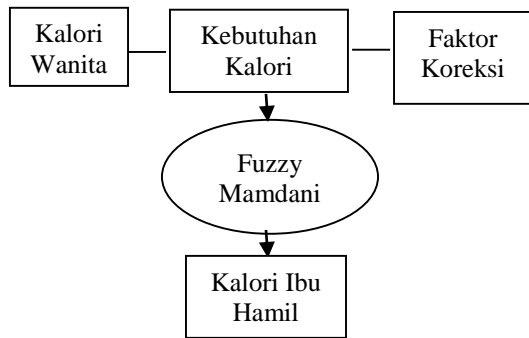 Kalori
Wanita
Kebutuhan
Kalori
Faktor
Koreksi
Fuzzy
Mamdani
Kalori Ibu
Hamil